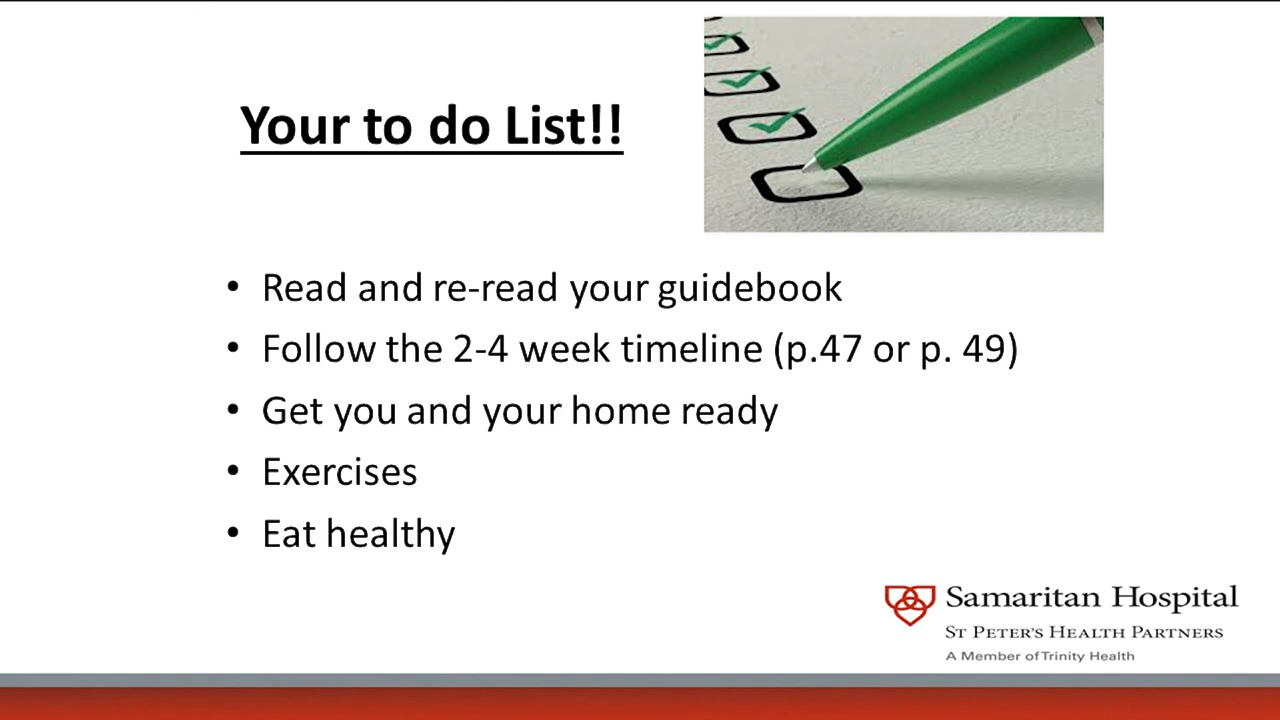 Your to do List!!
• Read and re-read your guidebook
• Follow the 2-4 week timeline (p.47 or p. 49)
• Get you and your home ready
• Exercises
• Eat healthy
Samaritan Hospital
ST PETER'S HEALTH PARTNERS
A Member of Trinity Health